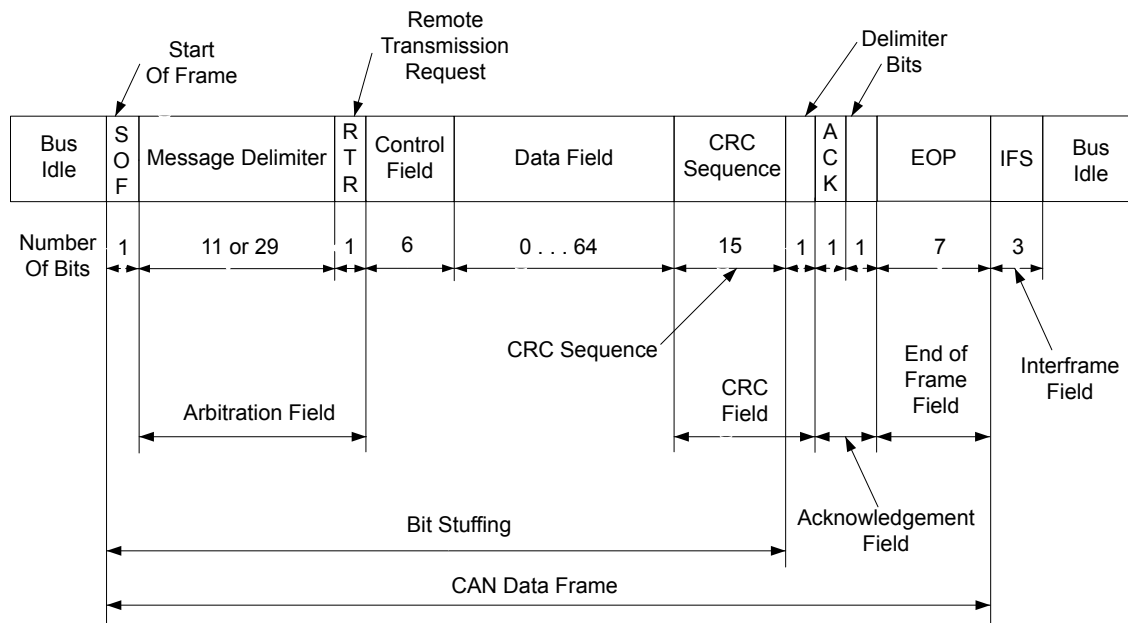 Start
Of Frame
Remote
Transmission
Request
Delimiter
Bits
Bus
Idle
S
O
F
Message Delimiter
R
T
R
Control
Field
Data Field
CRC
Sequence
A
C
K
EOP
IFS
Bus
Idle
Number
Of Bits
1
11 or 29
1
6
0 . . . 64
15
1
1
1
7
3
CRC Sequence
Arbitration Field
CRC
Field
End of
Frame
Field
Interframe
Field
Bit Stuffing
Acknowledgement
Field
CAN Data Frame